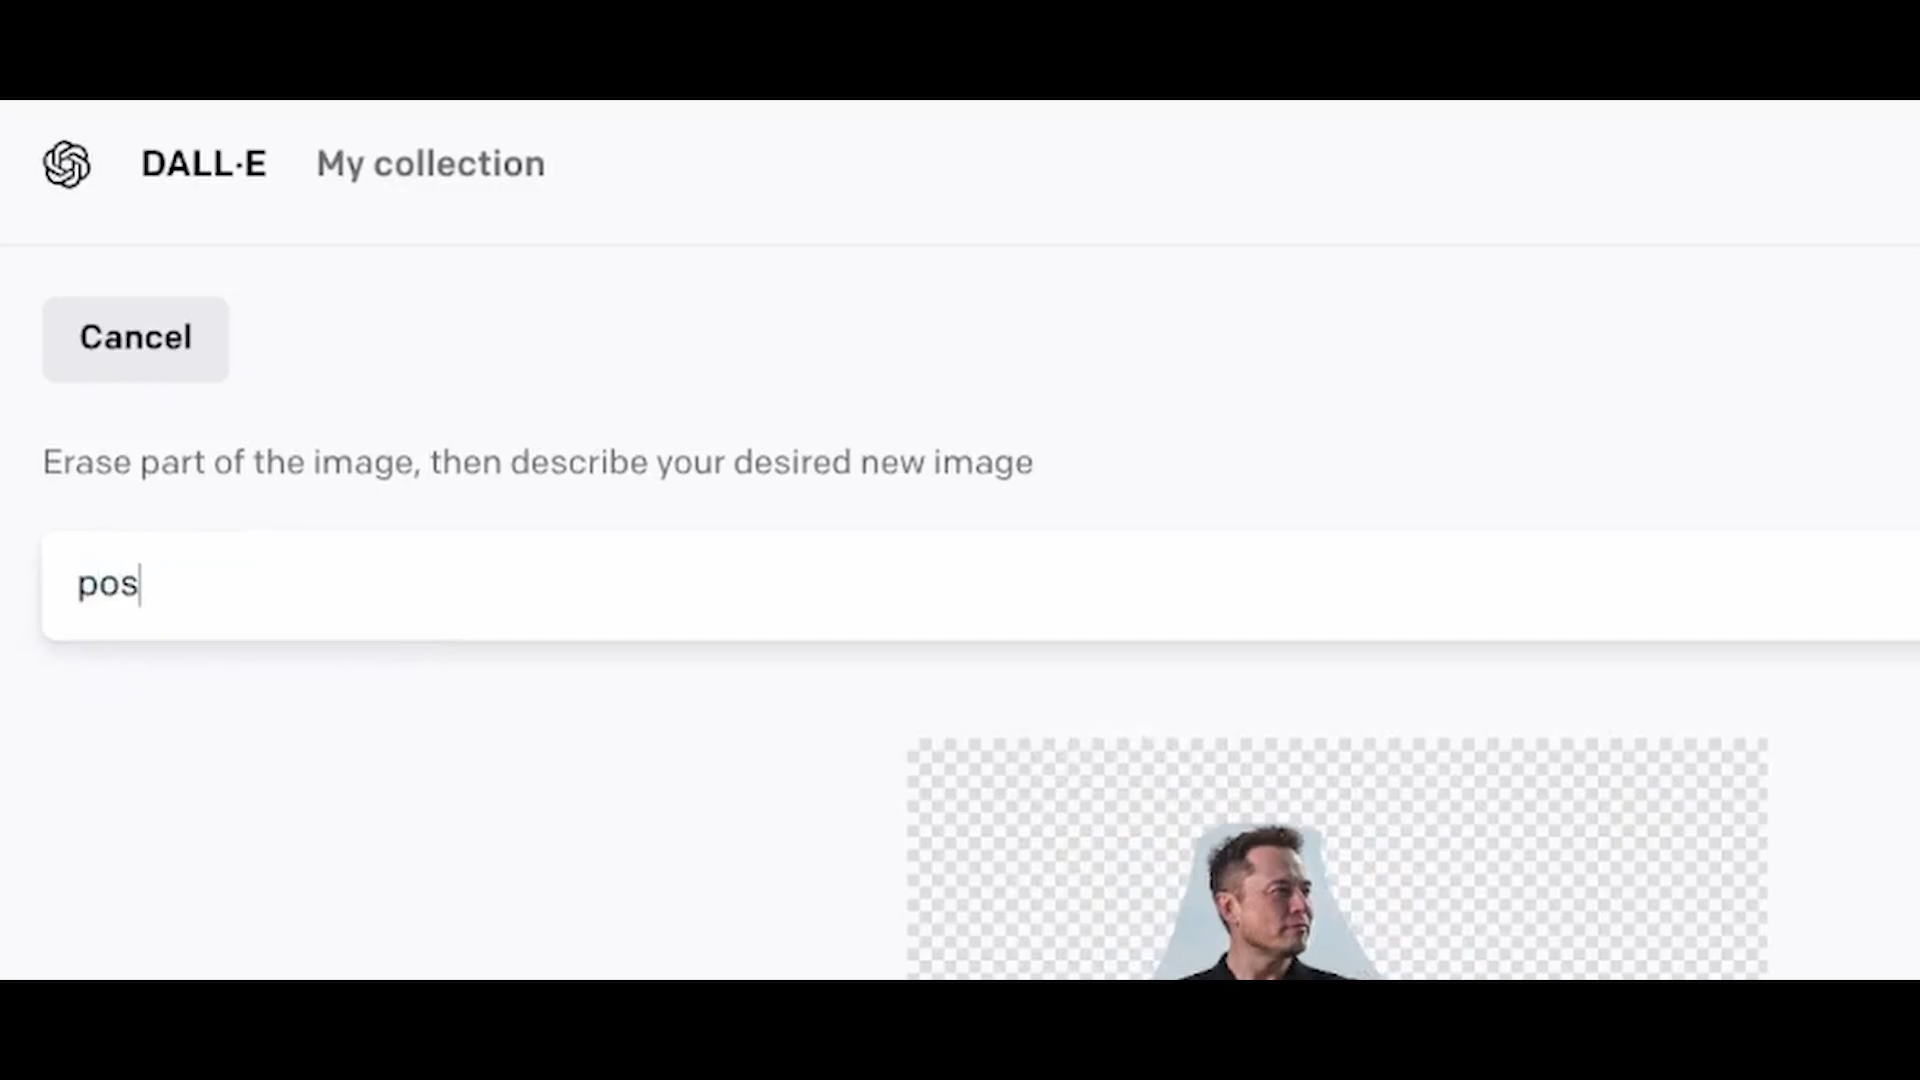 DALL·E My collection
Cancel
Erase part of the image, then describe your desired new image
pos